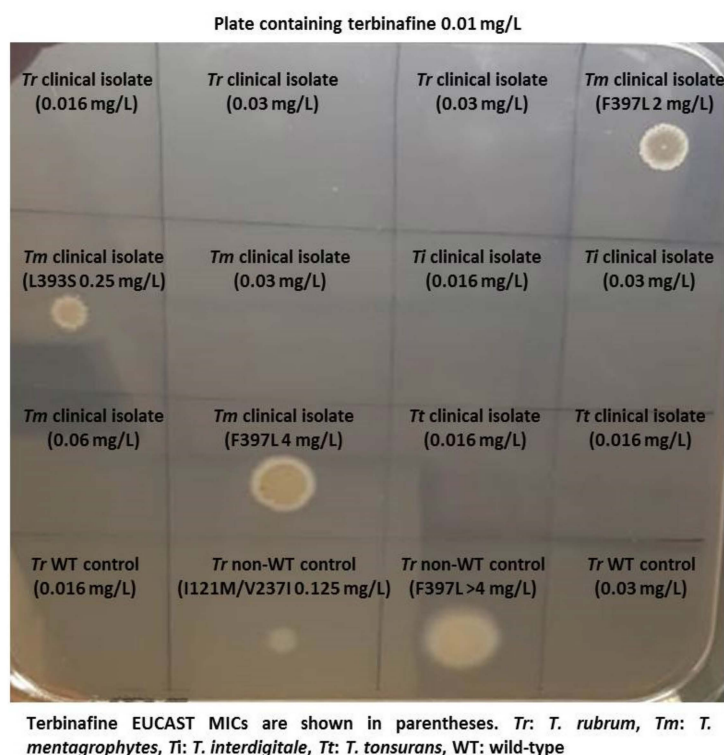 Plate containing terbinafine 0.01 mg/L
Tr clinical isolate
(0.016 mg/L)
Tr clinical isolate
(0.03 mg/L)
Tr clinical isolate
(0.03 mg/L)
Tm clinical isolate
(F397L 2 mg/L)
Tm clinical isolate
(L393S 0.25 mg/L)
Tm clinical isolate
(0.03 mg/L)
Ti clinical isolate
(0.016 mg/L)
Ti clinical isolate
(0.03 mg/L)
Tm clinical isolate
(0.06 mg/L)
Tm clinical isolate
(F397L 4 mg/L)
Tt clinical isolate
(0.016 mg/L)
Tt clinical isolate
(0.016 mg/L)
Tr WT control
(0.016 mg/L)
Tr non-WT control
(I121M/V237I 0.125 mg/L)
Tr non-WT control
(F397L >4 mg/L)
Tr WT control
(0.03 mg/L)
Terbinafine EUCAST MICs are shown in parentheses. Tr: T. rubrum, Tm: T.
mentagrophytes, Ti: T. interdigitale, Tt: T. tonsurans, WT: wild-type